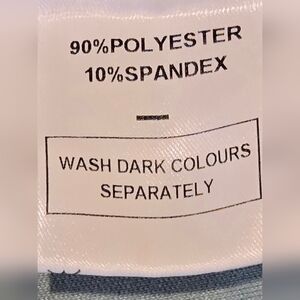 90%POLYESTER
10%SPANDEX
WASH DARK COLOURS
SEPARATELY